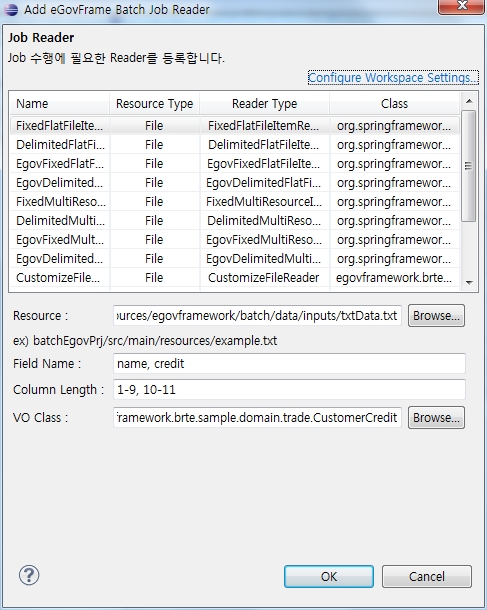 Add eGovFrame Batch Job Reader
Job Reader
Job 수행에 필요한 Reader를 등록합니다.
Configure Workspace Settings...
Name Resource Type Reader Type Class
FixedFlatFileIte... File FixedFlatFileItemRe... org.springframewor...
DelimitedFlatFi... File DelimitedFlatFileIte... org.springframewor...
EgovFixedFlatF... File EgovFixedFlatFileIte... org.springframewor...
EgovDelimited... File EgovDelimitedFlatFi... org.springframewor...
FixedMultiReso... File FixedMultiResourceI... org.springframewor...
DelimitedMulti... File DelimitedMultiReso... org.springframewor...
EgovFixedMult... File EgovFixedMultiReso... org.springframewor...
EgovDelimited... File EgovDelimitedMulti... org.springframewor...
CustomizeFile... File CustomizeFileReader egovframework.brte...
Resource : ources/egovframework/batch/data/inputs/txtData.txt Browse...
ex) batchEgovPrj/src/main/resources/example.txt
Field Name : name, credit
Column Length : 1-9, 10-11
VO Class : framework.brte.sample.domain.trade.CustomerCredit Browse...
? OK Cancel